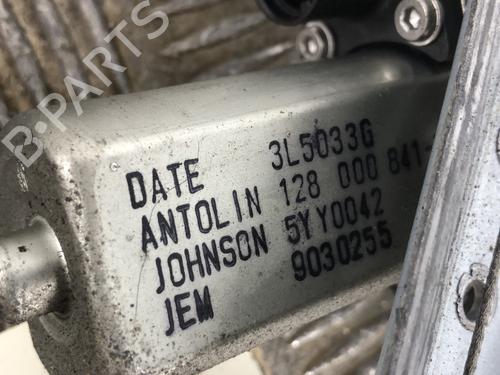 DATE 3L5033G
ANTOLIN 128 000 841-
JOHNSON 5YY0042
JEM 9030255
B-PARTS